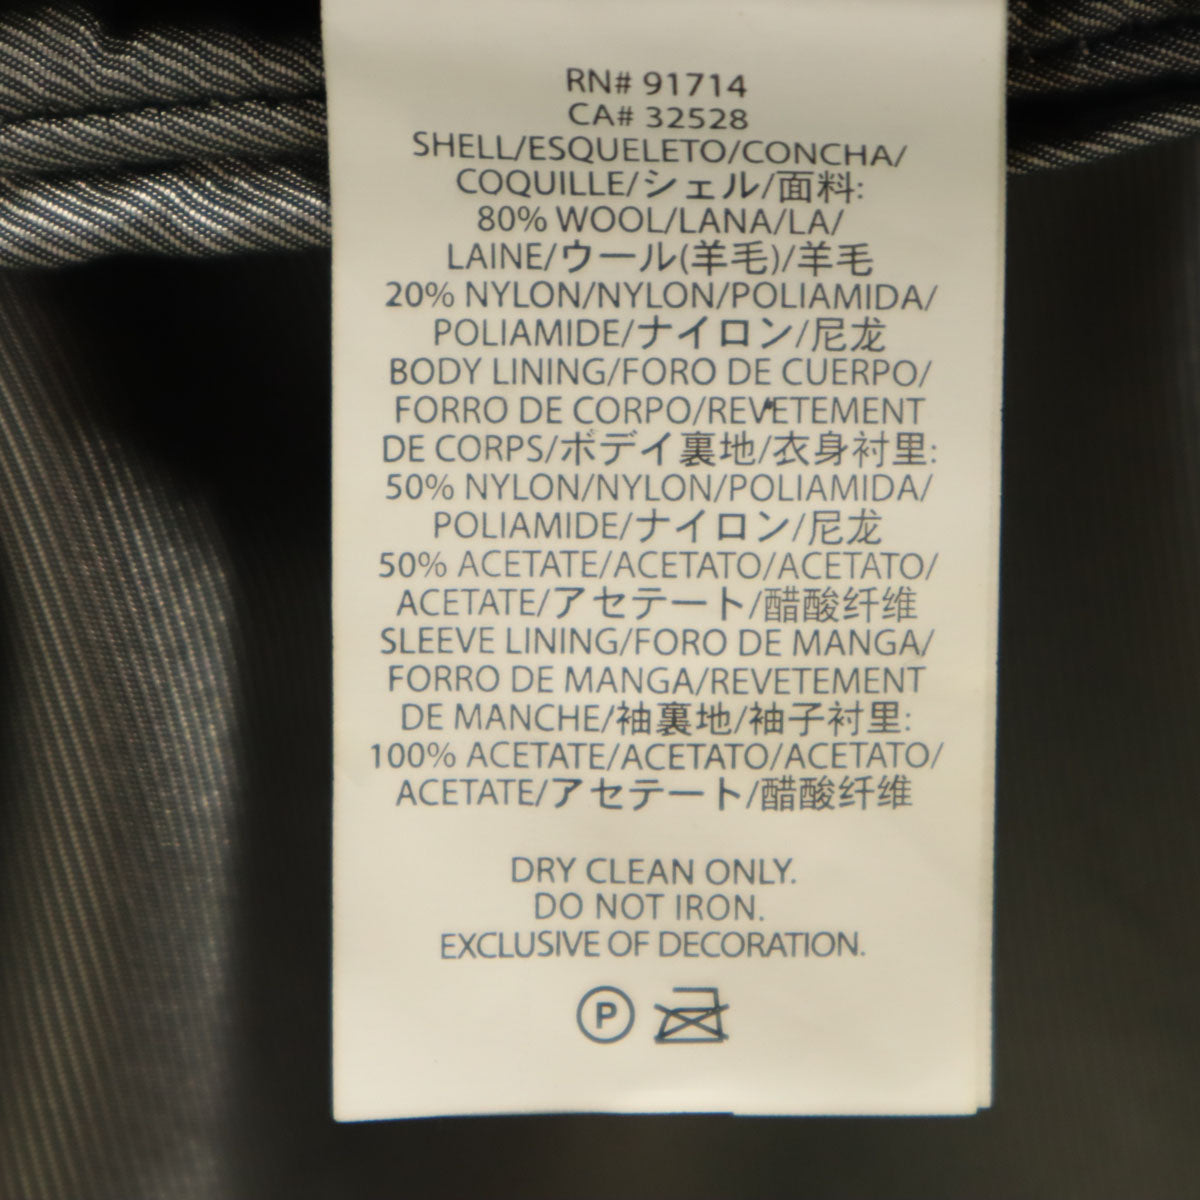 RN# 91714
CA# 32528
SHELL/ESQUELETO/CONCHA/
COQUILLE/シェル/面料:
80% WOOL/LANA/LA/
LAINE/ウール(羊毛)/羊毛
20% NYLON/NYLON/POLIAMIDA/
POLIAMIDE/ナイロン/尼龙
BODY LINING/FORO DE CUERPO/
FORRO DE CORPO/REVETEMENT
DE CORPS/ボデイ裏地/衣身衬里:
50% NYLON/NYLON/POLIAMIDA/
POLIAMIDE/ナイロン/尼龙
50% ACETATE/ACETATO/ACETATO/
ACETATE/アセテート/醋酸纤维
SLEEVE LINING/FORO DE MANGA/
FORRO DE MANGA/REVETEMENT
DE MANCHE/袖裏地/袖子衬里:
100% ACETATE/ACETATO/ACETATO/
ACETATE/アセテート/醋酸纤维
DRY CLEAN ONLY.
DO NOT IRON.
EXCLUSIVE OF DECORATION.
P